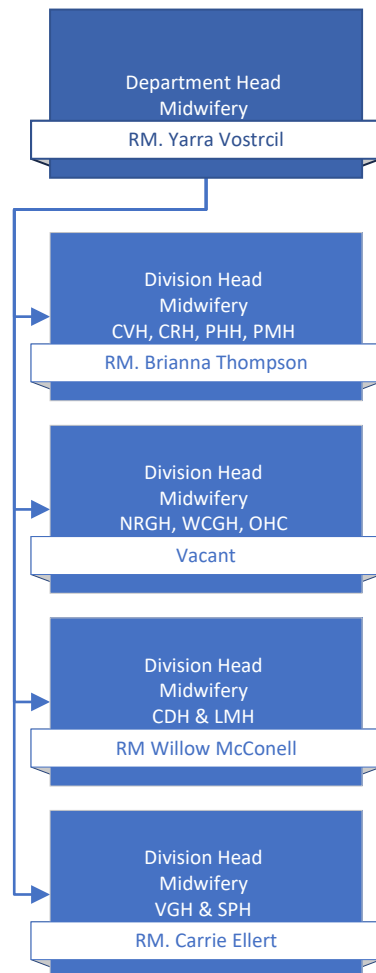 Department Head
Midwifery
RM. Yarra Vostrcil
Division Head
Midwifery
CVH, CRH, PHH, PMH
RM. Brianna Thompson
Division Head
Midwifery
NRGH, WCGH, OHC
Vacant
Division Head
Midwifery
CDH & LMH
RM Willow McConell
Division Head
Midwifery
VGH & SPH
RM. Carrie Ellert